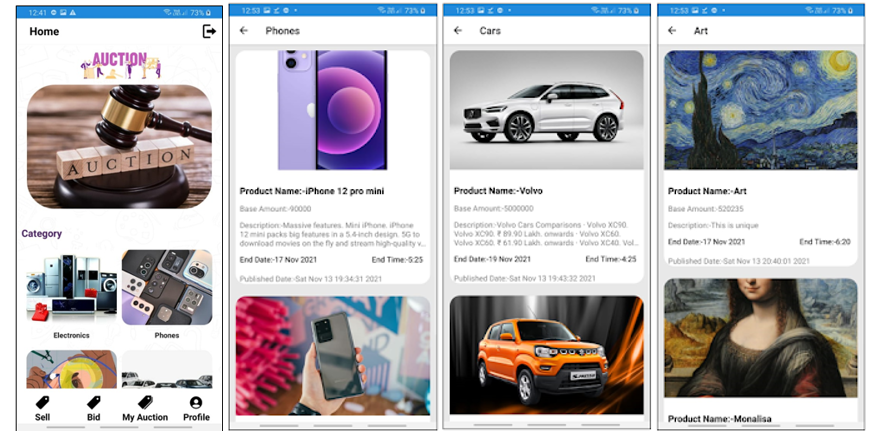 12:41
73%
Home
AUCTION
AUCTION
Category
Electronics
Phones
Sell
Bid
My Auction
Profile
12:53
73%
Phones
Product Name:-iPhone 12 pro mini
Base Amount:-90000
Description:-Massive features. Mini iPhone. iPhone
12 mini packs big features in a 5.4-inch design. 5G to
download movies on the fly and stream high-quality v...
End Date:-17 Nov 2021
End Time:-5:25
Published Date:-Sat Nov 13 19:34:31 2021
12:53
73%
Cars
Product Name:-Volvo
Base Amount:-5000000
Description:-Volvo Cars Comparisons · Volvo XC90.
Volvo XC90. ₹ 89.90 Lakh. onwards · Volvo XC60.
Volvo XC60. ₹ 61.90 Lakh. onwards · Volvo XC40. Vol...
End Date:-19 Nov 2021
End Time:-4:25
Published Date:-Sat Nov 13 19:43:32 2021
12:53
73%
Art
Product Name:-Art
Base Amount:-520235
Description:-This is unique
End Date:-17 Nov 2021
End Time:-6:20
Published Date:-Sat Nov 13 20:40:01 2021
Product Name:-Monalisa